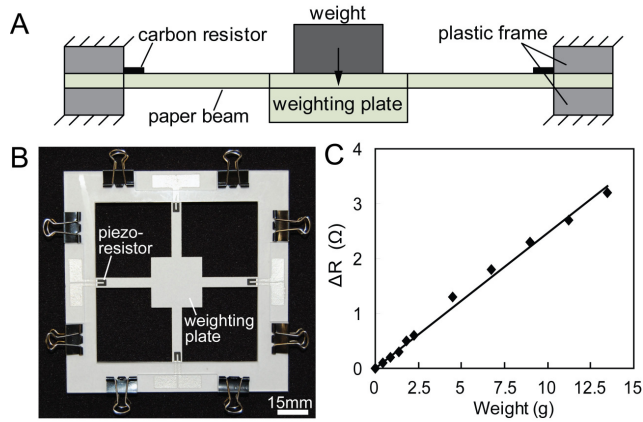 A
weight
carbon resistor
plastic frame
paper beam
weighting plate
B
piezo-
resistor
weighting
plate
15mm
C
ΔR (Ω)
4
3
2
1
0
0 2.5 5 7.5 10 12.5 15
Weight (g)